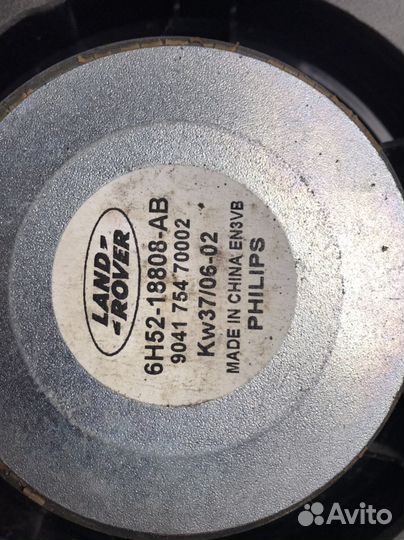 LAND-
-ROVER
6H52-18808-AB
9041 754 70002
Kw37/06-02
MADE IN CHINA EN3VB
PHILIPS
Avito